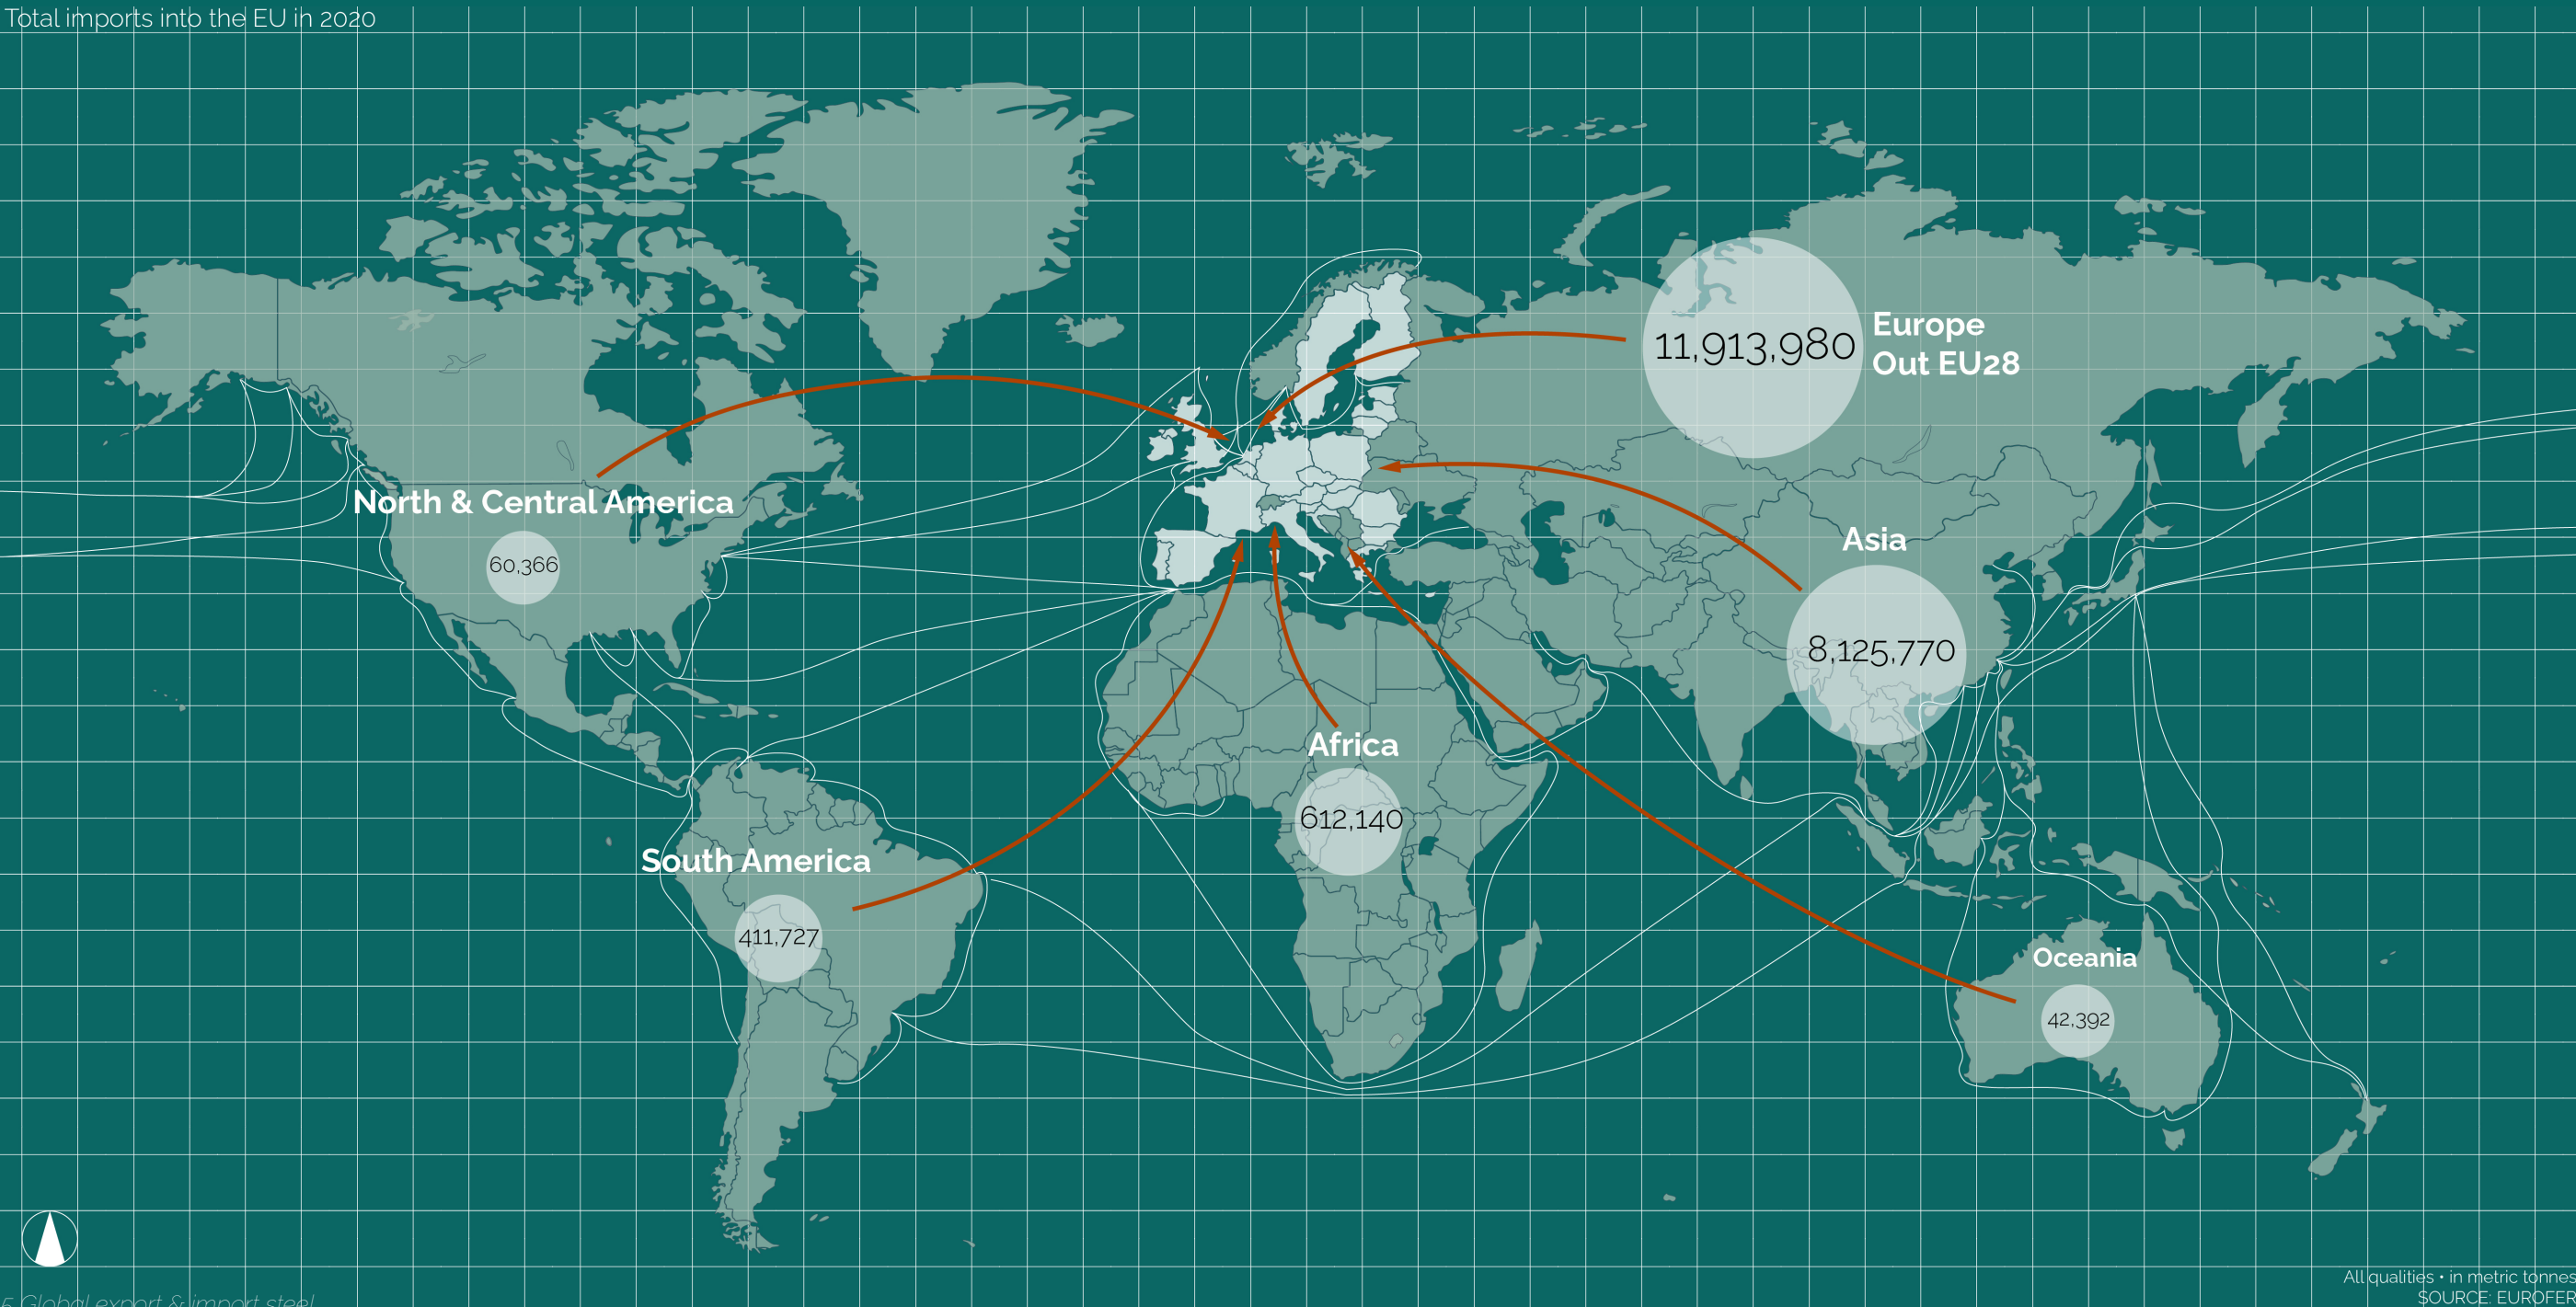 Total imports into the EU in 2020
11,913,980
Europe
Out EU28
North & Central America
60,366
Asia
8,125,770
Africa
612,140
South America
411,727
Oceania
42,392
All qualities • in metric tonnes
SOURCE: EUROFER
5 Global export & import steel